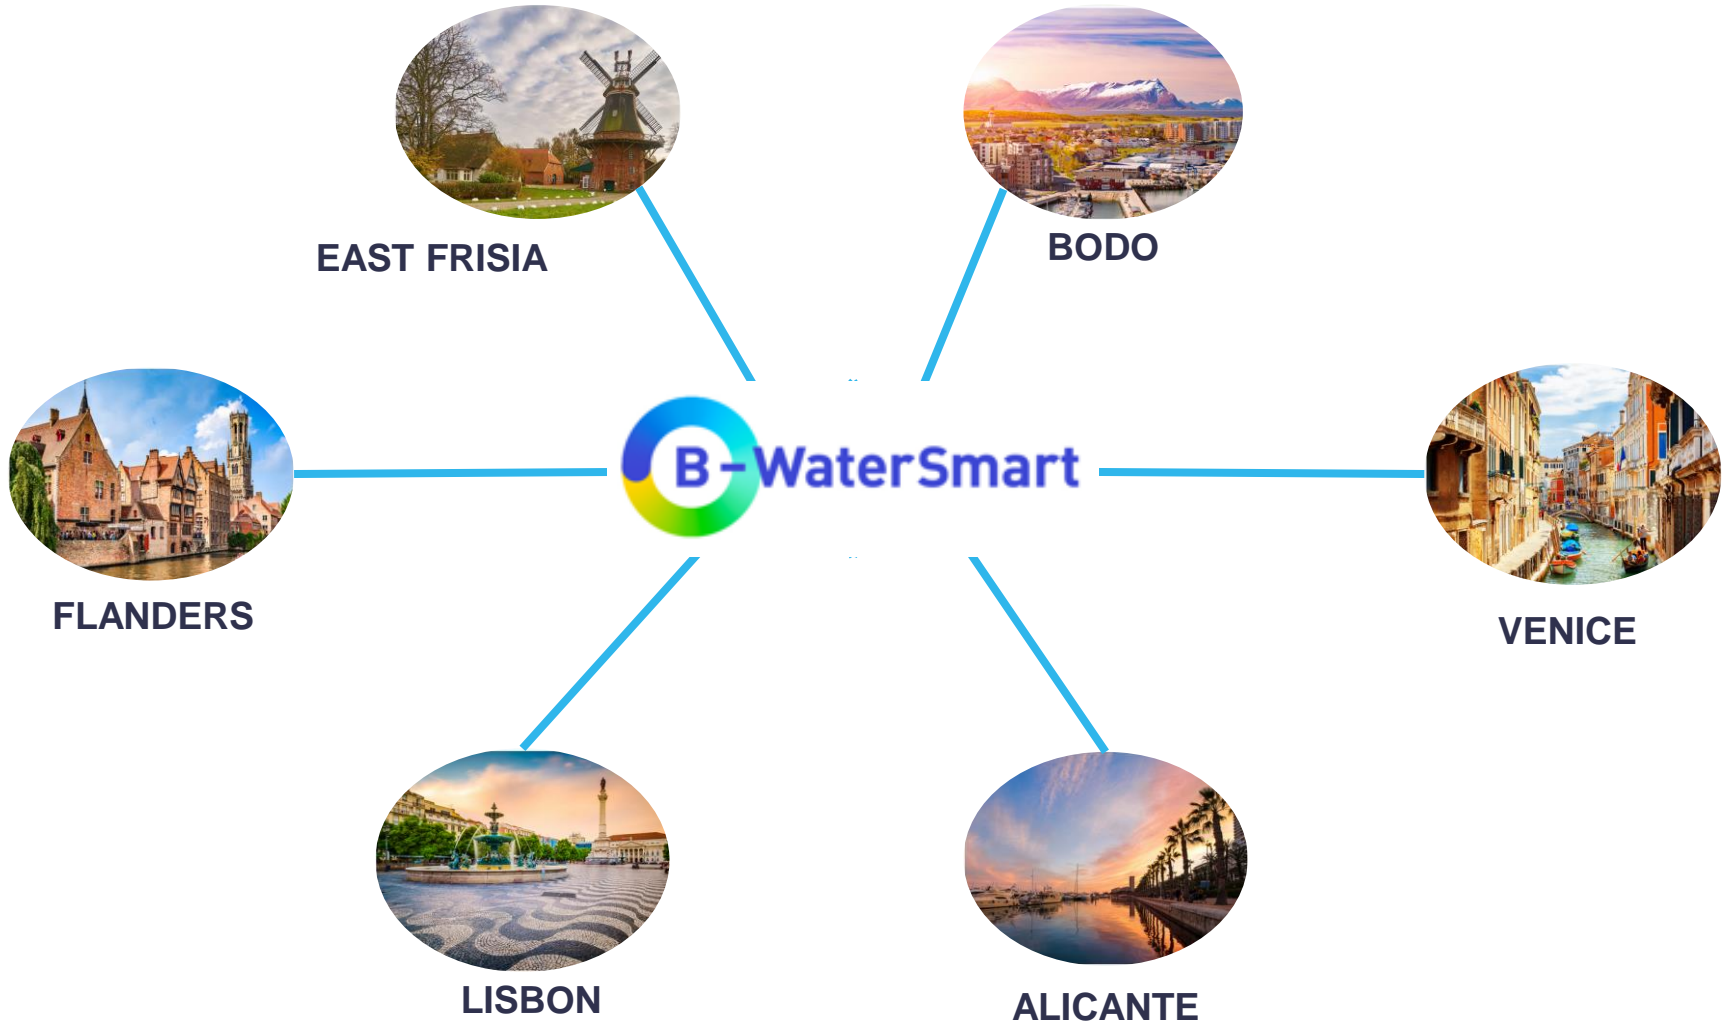 EAST FRISIA
BODO
B-WaterSmart
FLANDERS
VENICE
LISBON
ALICANTE